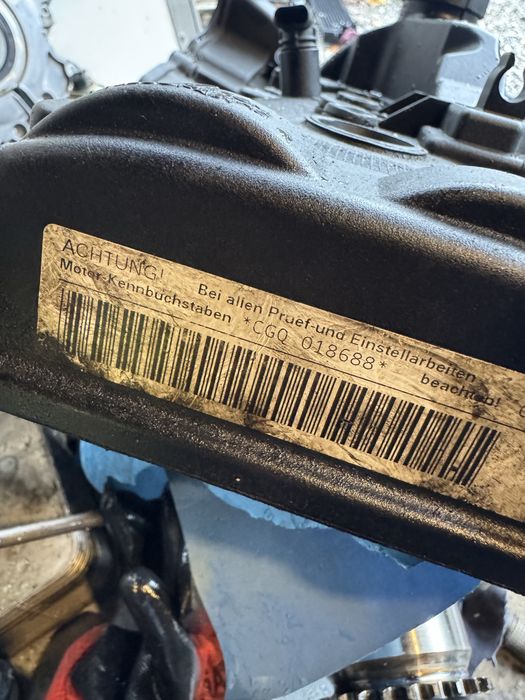 ACHTUNG! Bei allen Pruef-und Einstellarbeiten
Motor-Kennbuchstaben *CGQ 018688* beachten!